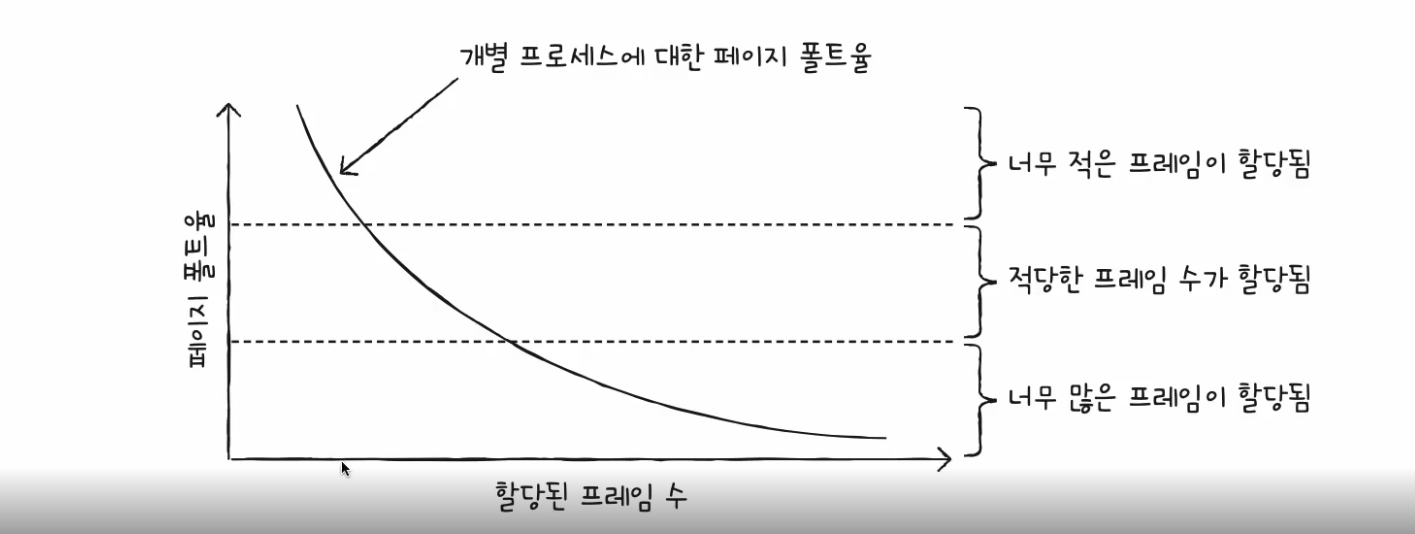 개별 프로세스에 대한 페이지 폴트율
너무 적은 프레임이 할당됨
페이지 폴트율
적당한 프레임 수가 할당됨
너무 많은 프레임이 할당됨
할당된 프레임 수